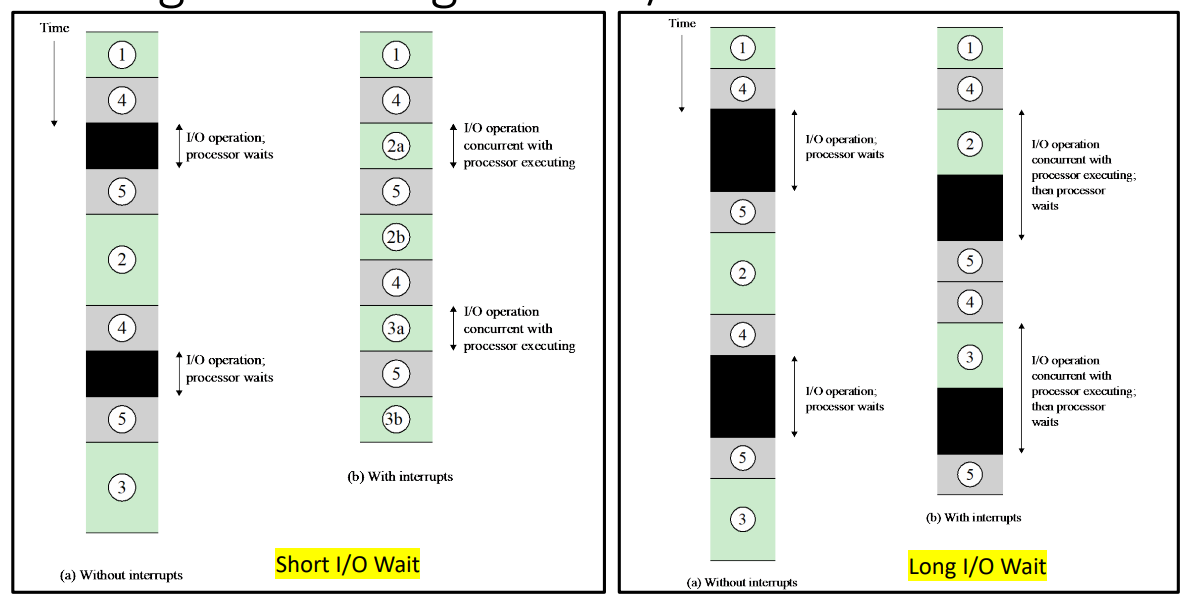 Time
1
4
I/O operation;
processor waits
5
2
4
I/O operation;
processor waits
5
3
(a) Without interrupts
1
4
2a
I/O operation
concurrent with
processor executing
5
2b
4
3a
I/O operation
concurrent with
processor executing
5
3b
(b) With interrupts
Short I/O Wait
Time
1
4
I/O operation;
processor waits
5
2
4
I/O operation;
processor waits
5
3
(a) Without interrupts
1
4
2
I/O operation
concurrent with
processor executing;
then processor
waits
5
4
3
I/O operation
concurrent with
processor executing;
then processor
waits
5
(b) With interrupts
Long I/O Wait